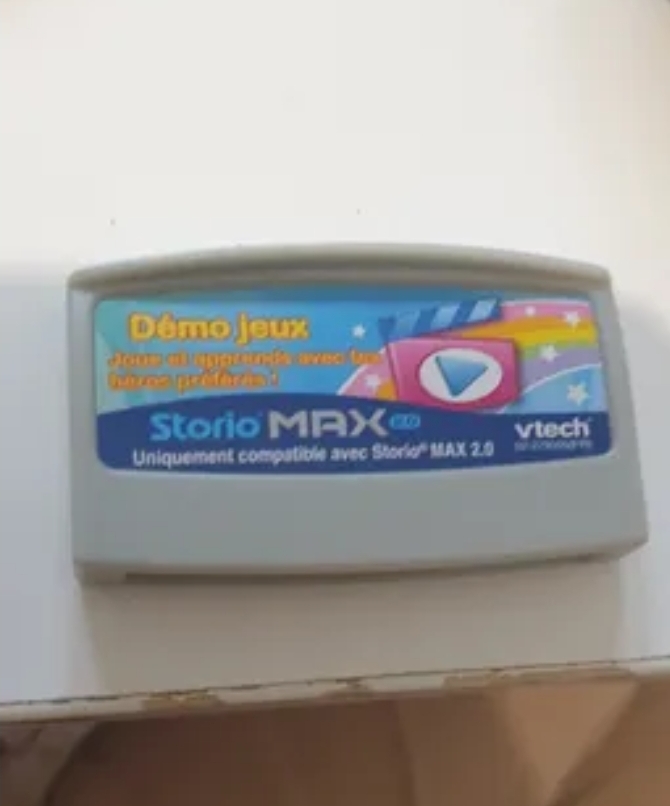 Démo jeux
Joue et apprends avec tes
héros préférés !
Storio MAX 2.0
vtech®
Uniquement compatible avec Storio® MAX 2.0